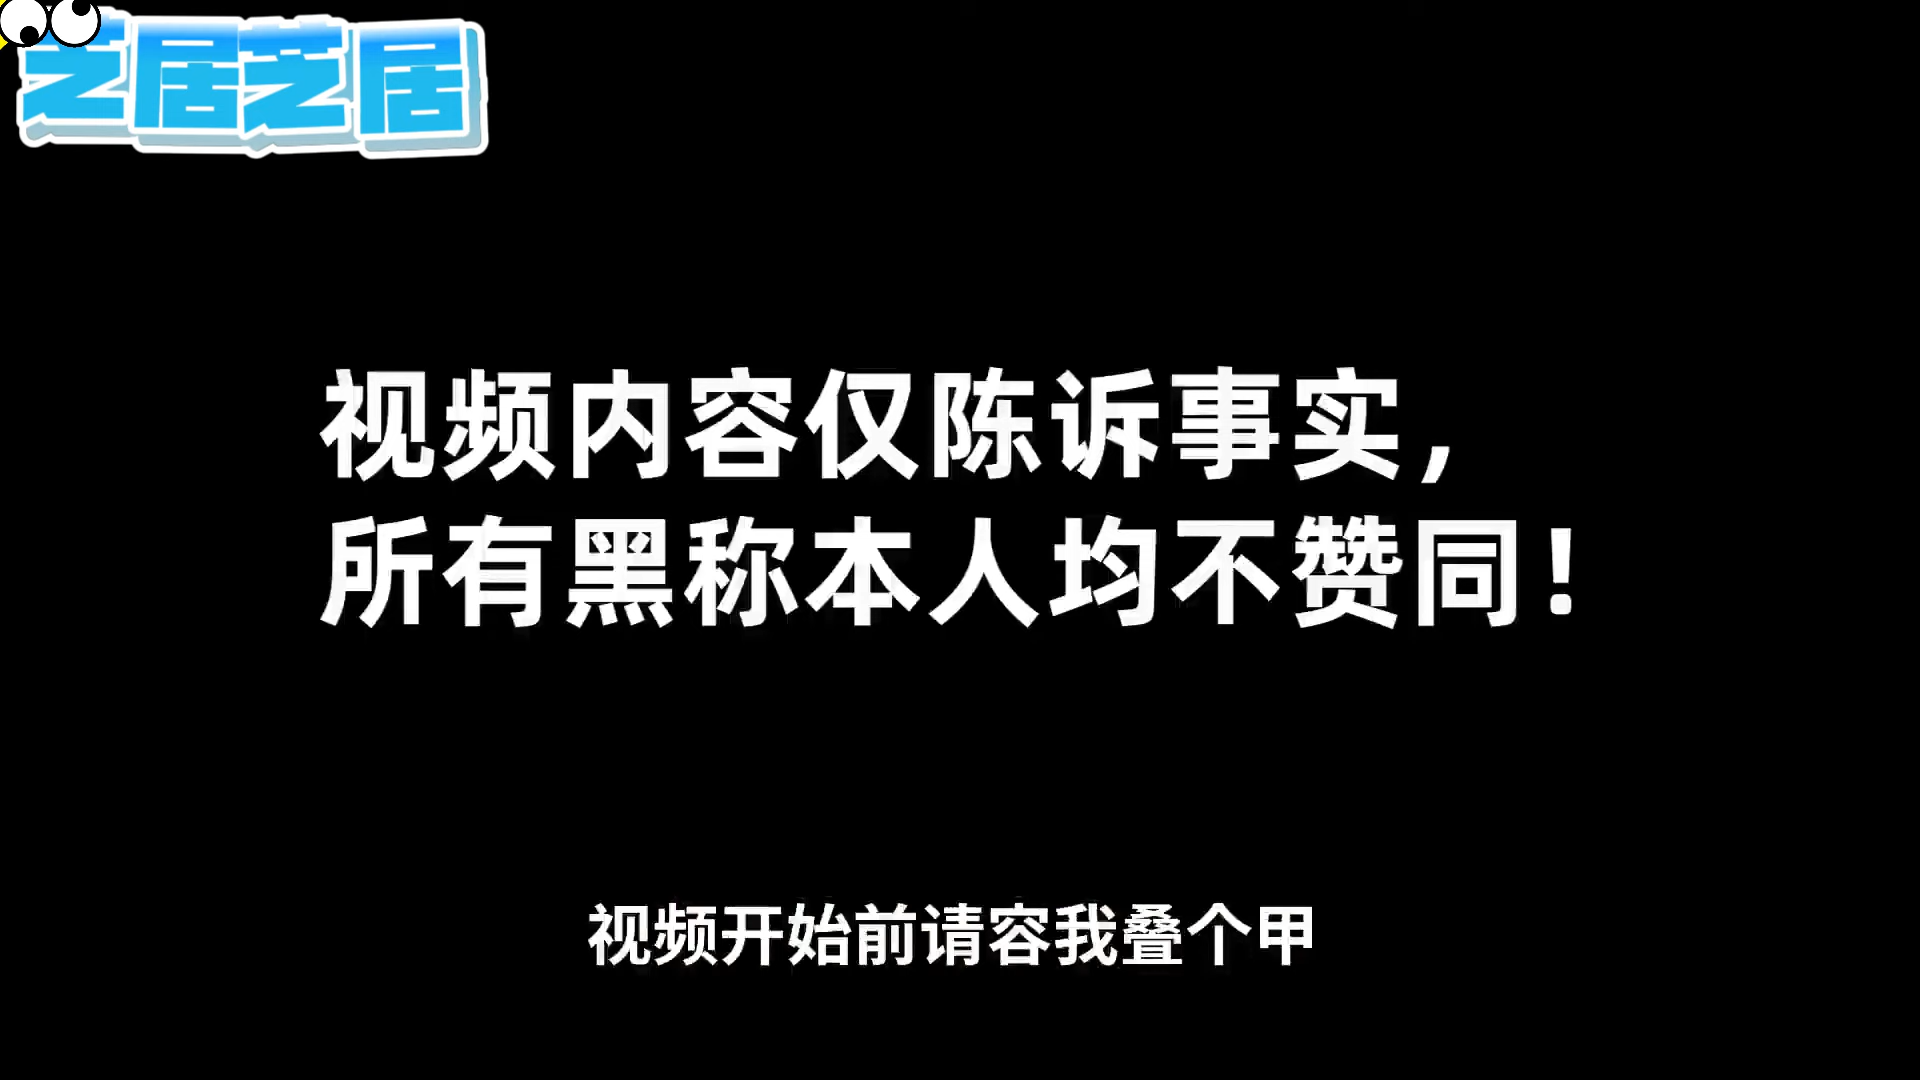 芝居芝居
视频内容仅陈诉事实，
所有黑称本人均不赞同！
视频开始前请容我叠个甲